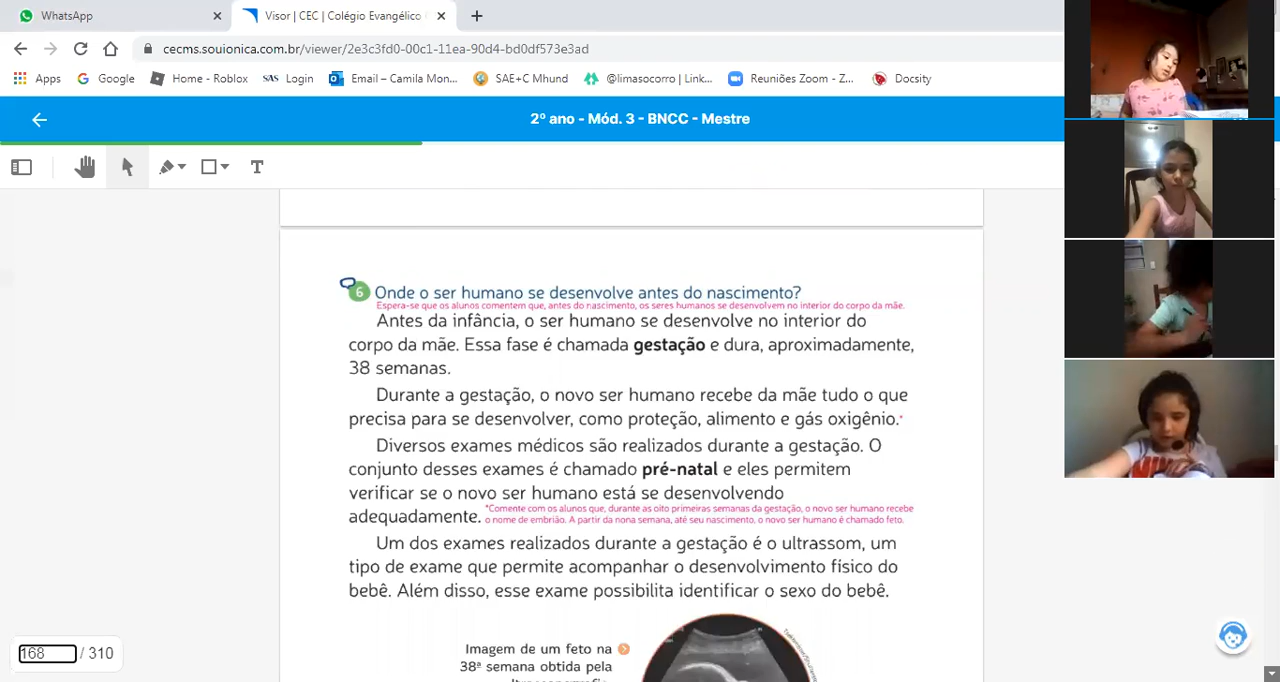 WhatsApp
Visor | CEC | Colégio Evangélico
cecms.souionica.com.br/viewer/2e3c3fd0-00c1-11ea-90d4-bd0df573e3ad
Apps
Google
Home - Roblox
SAS Login
Email – Camila Mon...
SAE+C Mhund
@limasocorro | Link...
Reuniões Zoom - Z...
Docsity
2º ano - Mód. 3 - BNCC - Mestre
T
6 Onde o ser humano se desenvolve antes do nascimento?
Espera-se que os alunos comentem que, antes do nascimento, os seres humanos se desenvolvem no interior do corpo da mãe.
Antes da infância, o ser humano se desenvolve no interior do
corpo da mãe. Essa fase é chamada gestação e dura, aproximadamente,
38 semanas.
Durante a gestação, o novo ser humano recebe da mãe tudo o que
precisa para se desenvolver, como proteção, alimento e gás oxigênio.*
Diversos exames médicos são realizados durante a gestação. O
conjunto desses exames é chamado pré-natal e eles permitem
verificar se o novo ser humano está se desenvolvendo
adequadamente.
*Comente com os alunos que, durante as oito primeiras semanas da gestação, o novo ser humano recebe
o nome de embrião. A partir da nona semana, até seu nascimento, o novo ser humano é chamado feto.
Um dos exames realizados durante a gestação é o ultrassom, um
tipo de exame que permite acompanhar o desenvolvimento físico do
bebê. Além disso, esse exame possibilita identificar o sexo do bebê.
Imagem de um feto na
38ª semana obtida pela
168 / 310